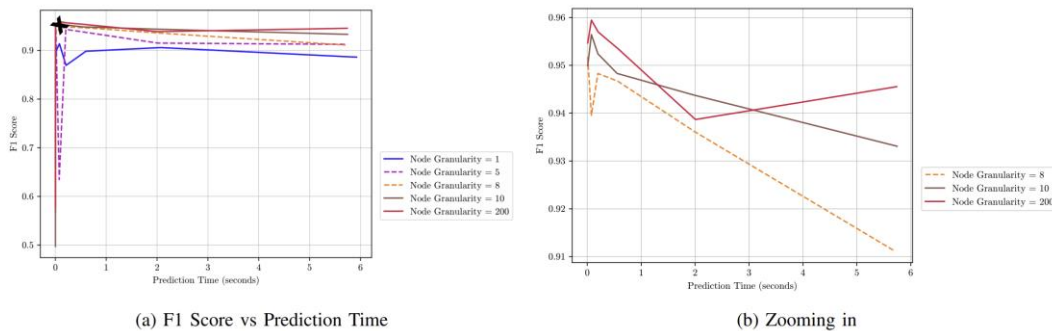 0.9
0.8
0.7
0.6
0.5
F1 Score
0 1 2 3 4 5 6
Prediction Time (seconds)
Node Granularity = 1
Node Granularity = 5
Node Granularity = 8
Node Granularity = 10
Node Granularity = 200
(a) F1 Score vs Prediction Time
0.96
0.95
0.94
0.93
0.92
0.91
F1 Score
0 1 2 3 4 5 6
Prediction Time (seconds)
Node Granularity = 8
Node Granularity = 10
Node Granularity = 200
(b) Zooming in